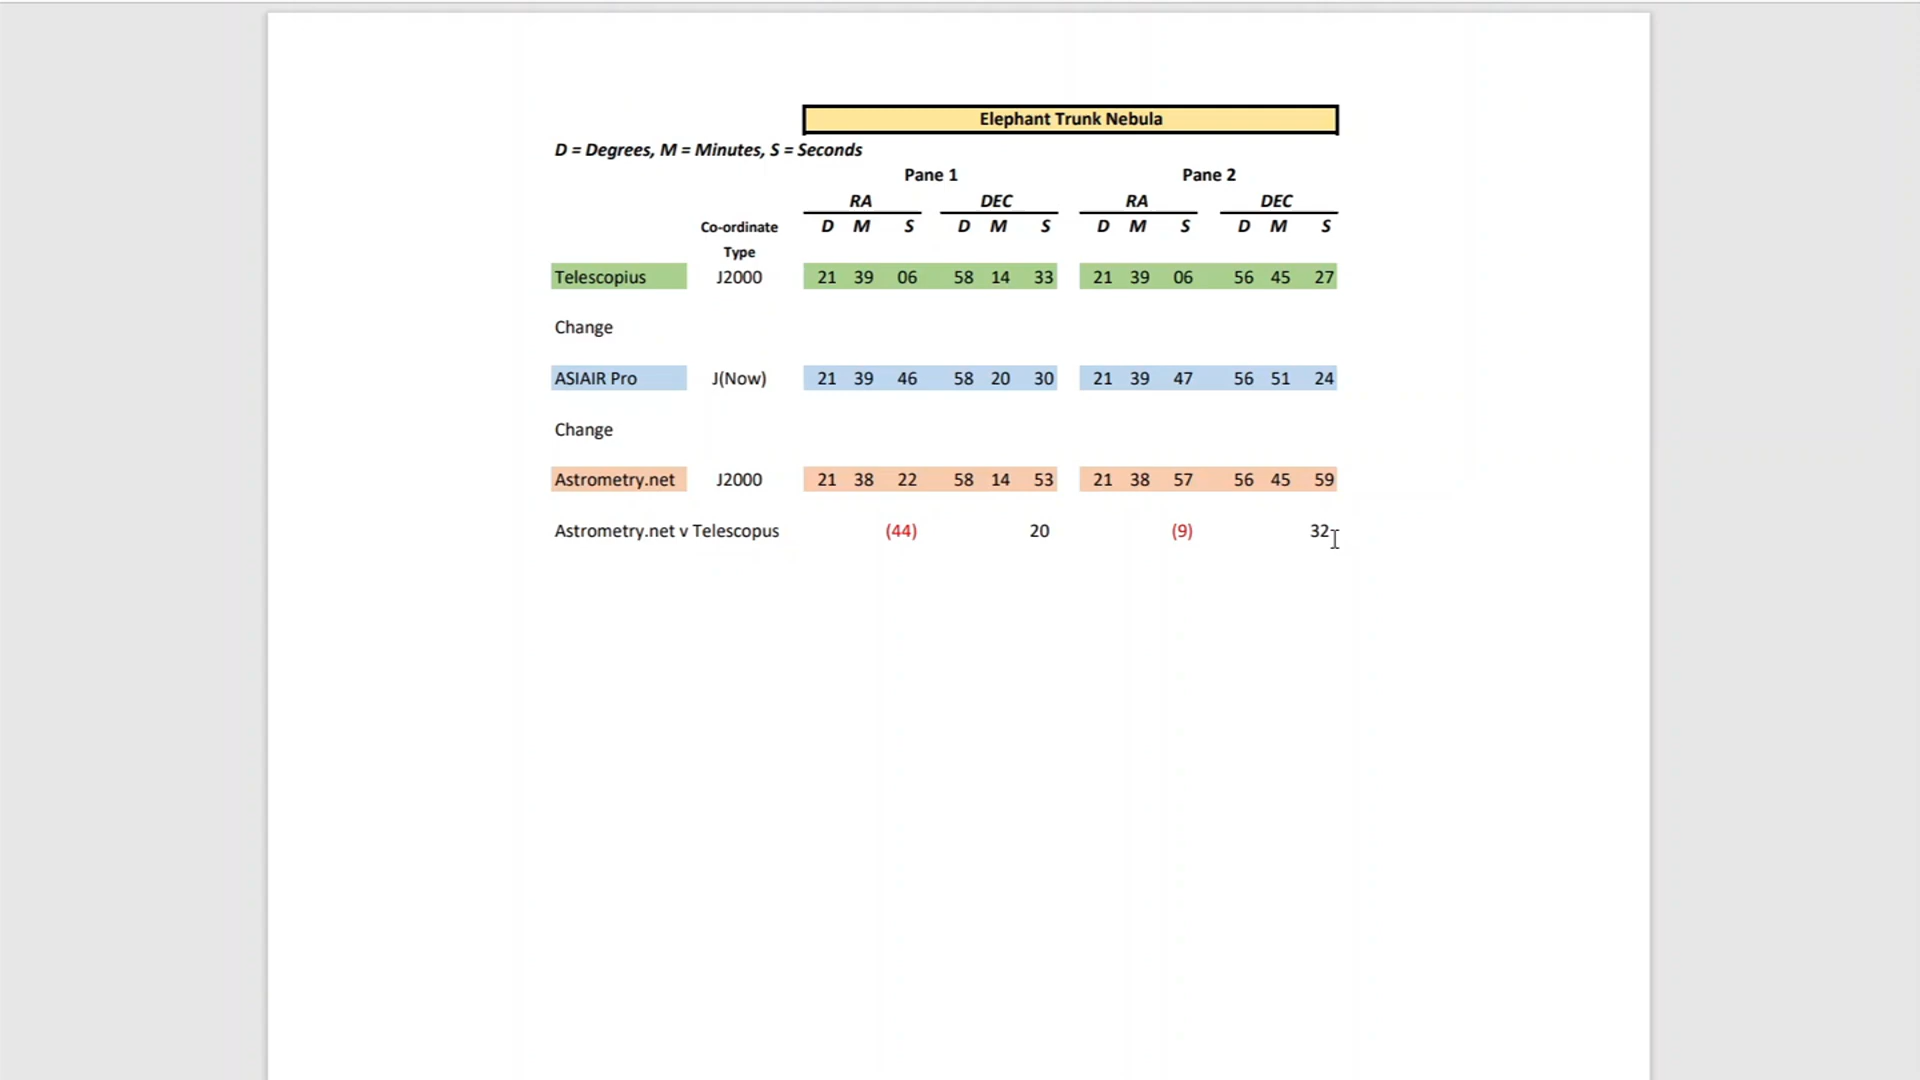 Elephant Trunk Nebula
D = Degrees, M = Minutes, S = Seconds
Pane 1 Pane 2
RA DEC RA DEC
Co-ordinate D M S D M S D M S D M S
Type
Telescopius J2000 21 39 06 58 14 33 21 39 06 56 45 27
Change
ASIAIR Pro J(Now) 21 39 46 58 20 30 21 39 47 56 51 24
Change
Astrometry.net J2000 21 38 22 58 14 53 21 38 57 56 45 59
Astrometry.net v Telescopus (44) 20 (9) 32